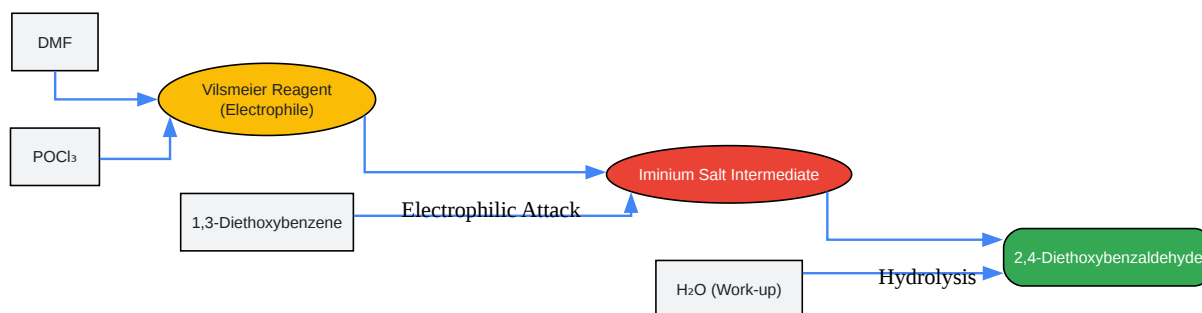 DMF
Vilsmeier Reagent
(Electrophile)
POCl₃
Iminium Salt Intermediate
1,3-Diethoxybenzene
Electrophilic Attack
2,4-Diethoxybenzaldehyde
H₂O (Work-up)
Hydrolysis